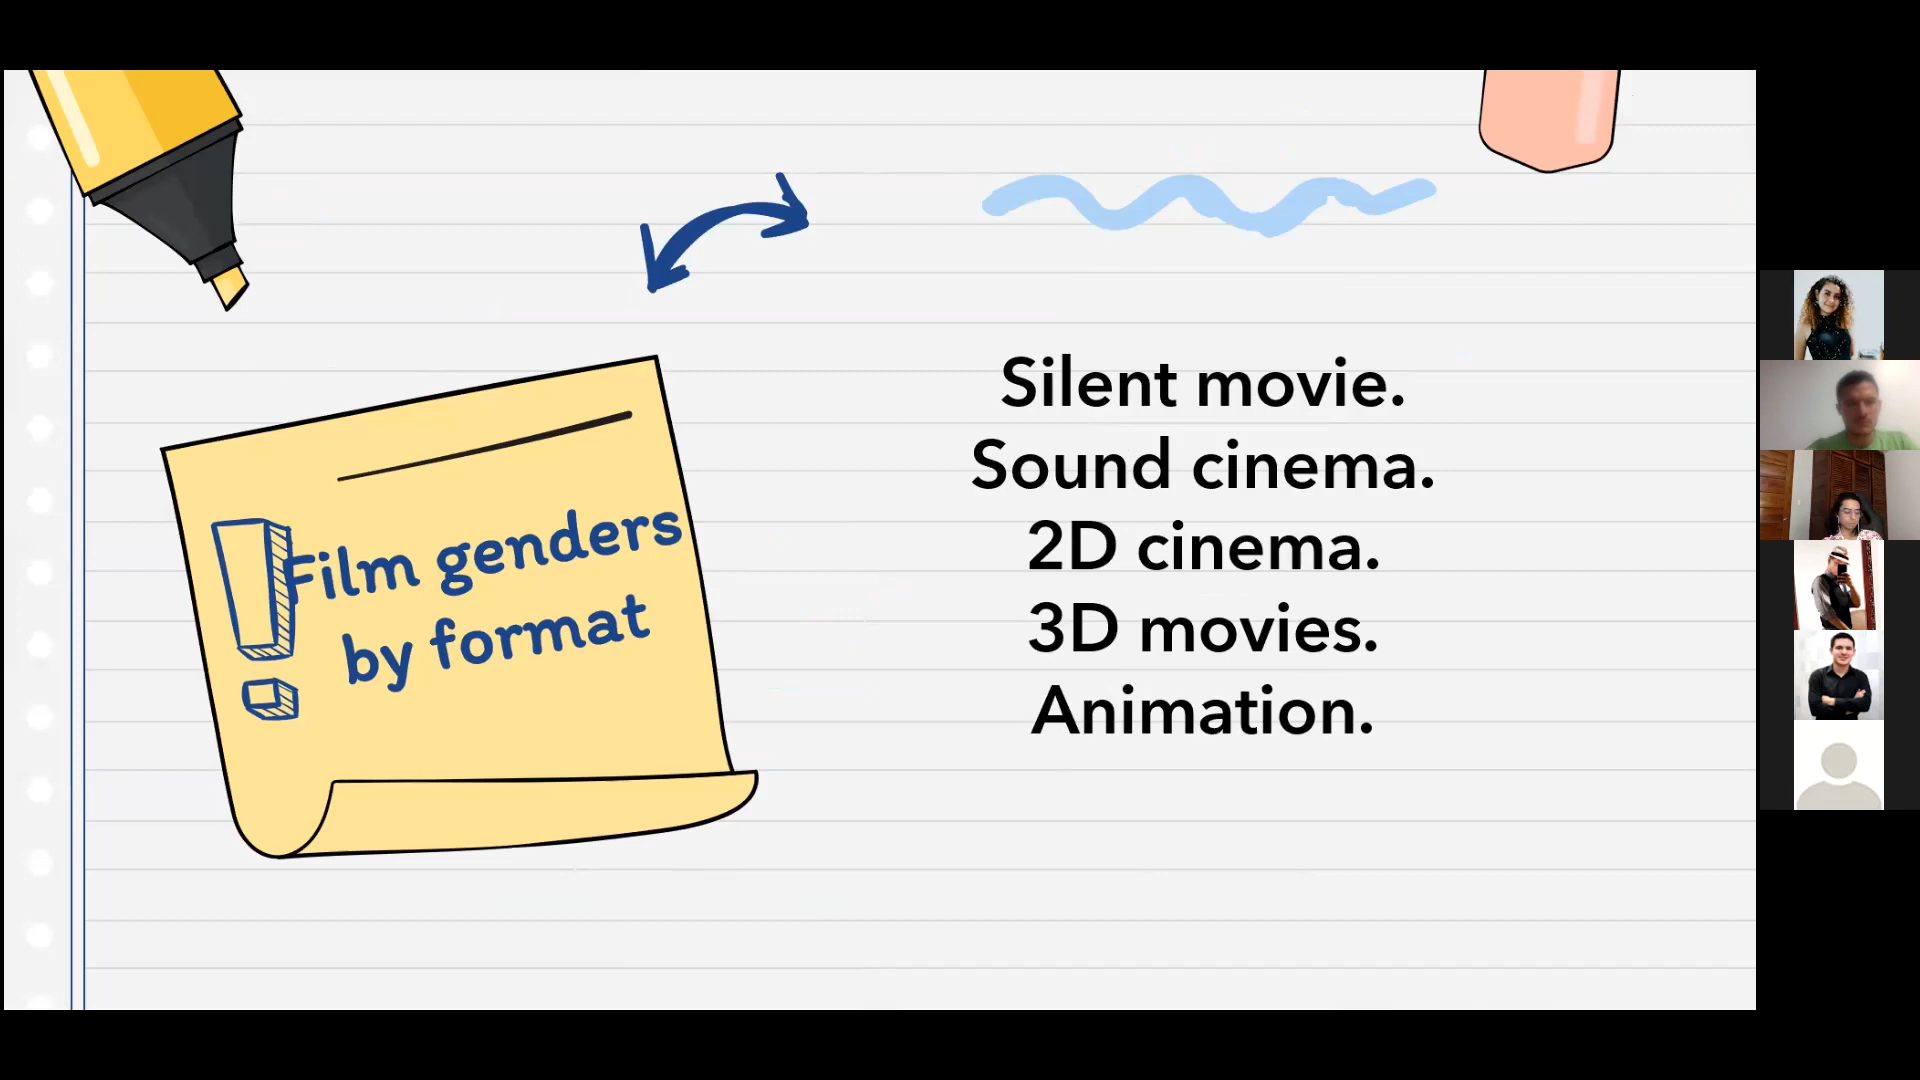 Film genders
by format
Silent movie.
Sound cinema.
2D cinema.
3D movies.
Animation.